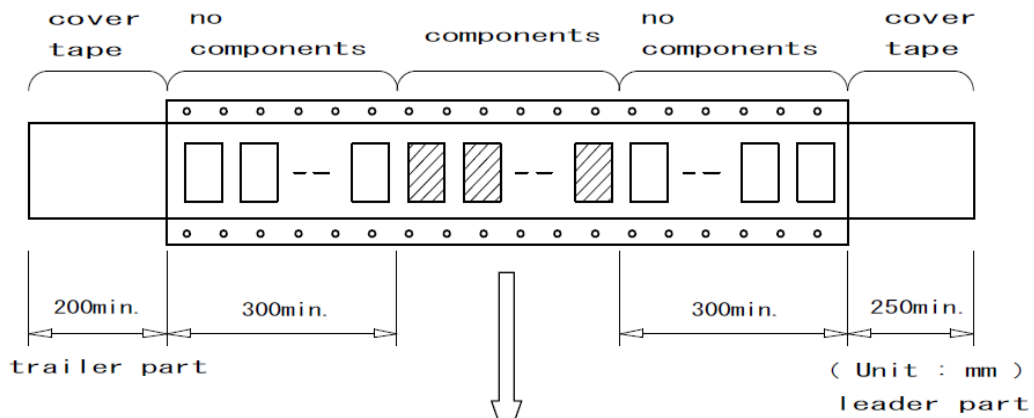 cover tape
no components
components
no components
cover tape
200min.
300min.
300min.
250min.
trailer part
( Unit : mm )
leader part